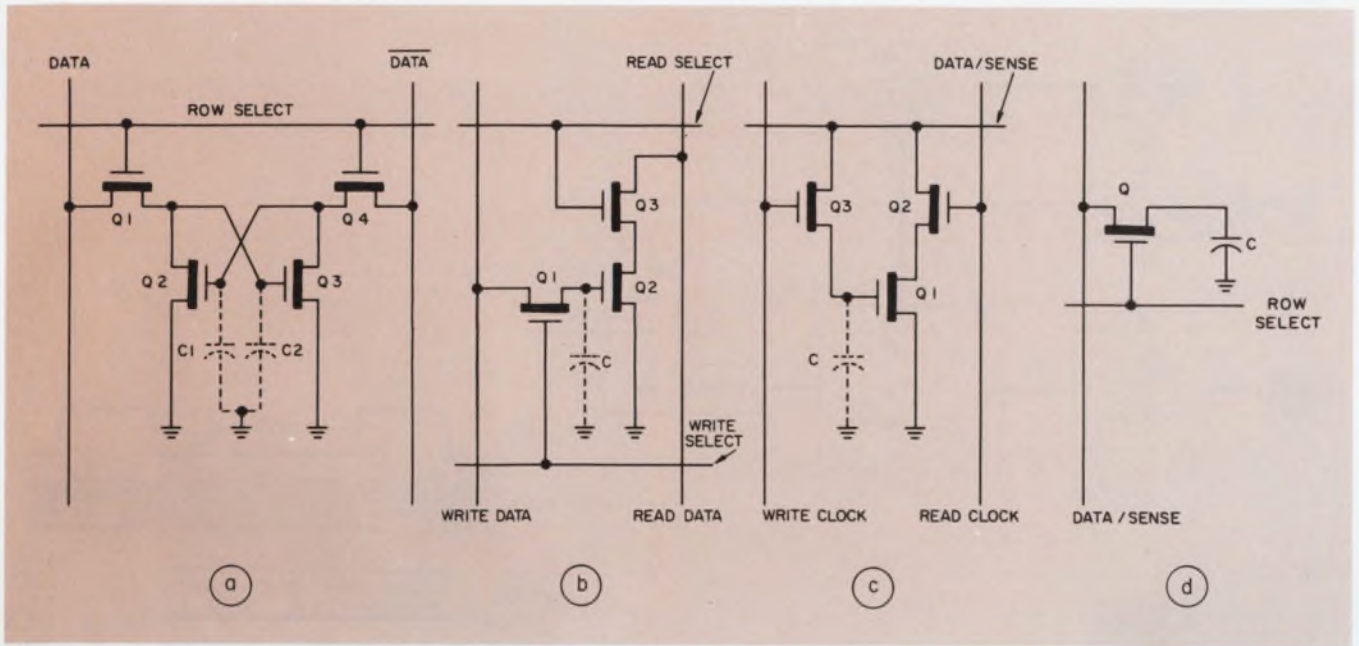 DATA
DATA
ROW SELECT
Q1
Q4
Q2
Q3
C1
C2
a
READ SELECT
Q3
Q1
Q2
C
WRITE SELECT
WRITE DATA
READ DATA
b
DATA/SENSE
Q3
Q2
Q1
C
WRITE CLOCK
READ CLOCK
c
Q
C
ROW
SELECT
DATA/SENSE
d